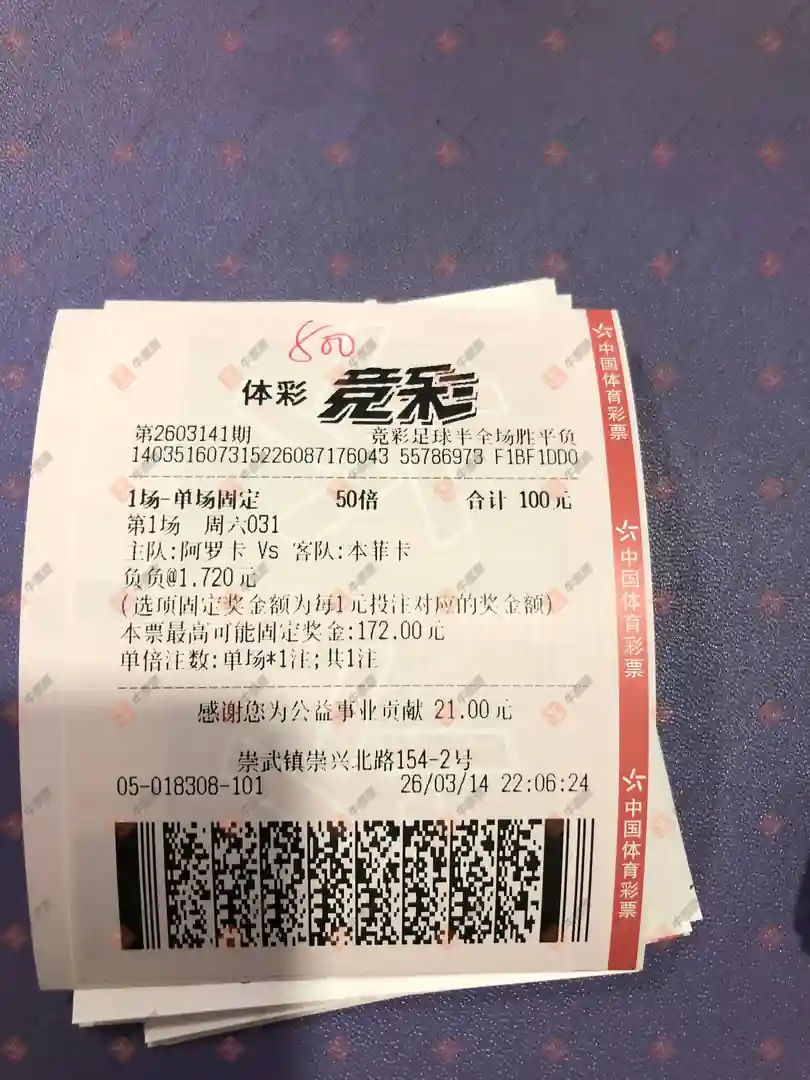 800
体彩 竞彩
第2603141期 竞彩足球半全场胜平负
140351607315226087176043 55786973 F1BF1DD0
1场-单场固定 50倍 合计 100元
第1场 周六031
主队:阿罗卡 Vs 客队:本菲卡
负负@1.720元
(选项固定奖金额为每1元投注对应的奖金额)
本票最高可能固定奖金:172.00元
单倍注数:单场*1注;共1注
感谢您为公益事业贡献 21.00元
崇武镇崇兴北路154-2号
05-018308-101 26/03/14 22:06:24
中国体育彩票
中国体育彩票
中国体育彩票